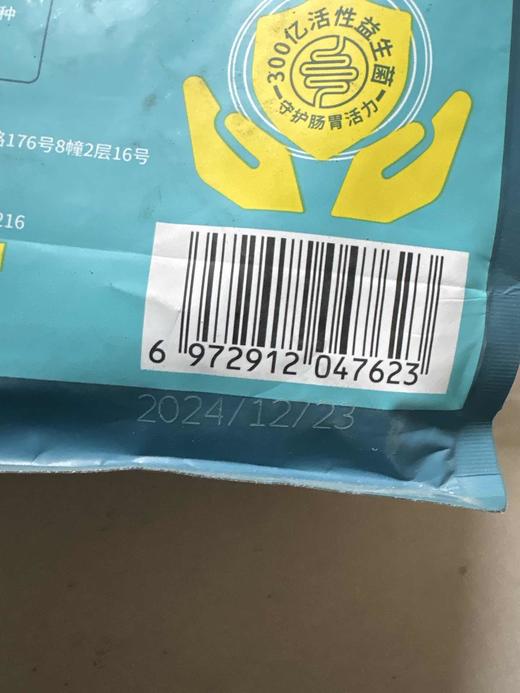 种
300亿活性益生菌
守护肠胃活力
路176号8幢2层16号
216
6 972912 047623
2024/12/23